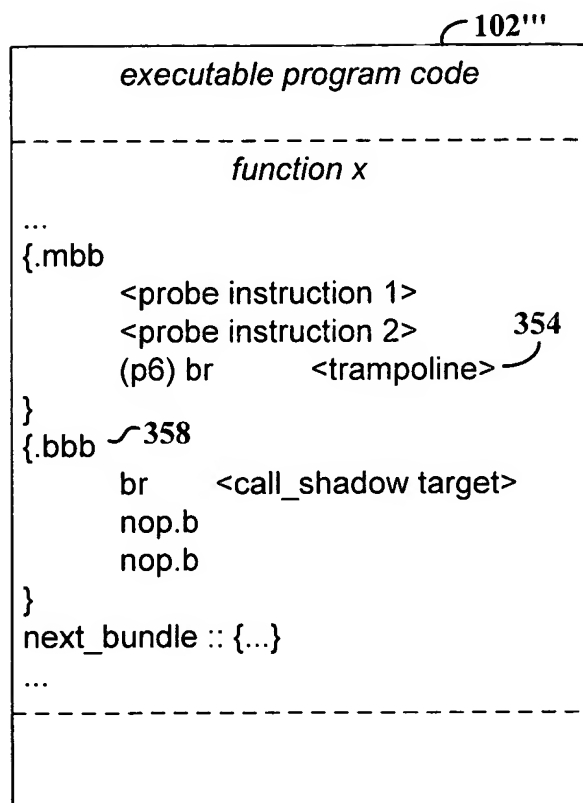 102'''
executable program code
function x
...
{.mbb
<probe instruction 1>
<probe instruction 2> 354
(p6) br <trampoline>
}
{.bbb 358
br <call_shadow target>
nop.b
nop.b
}
next_bundle :: {...}
...